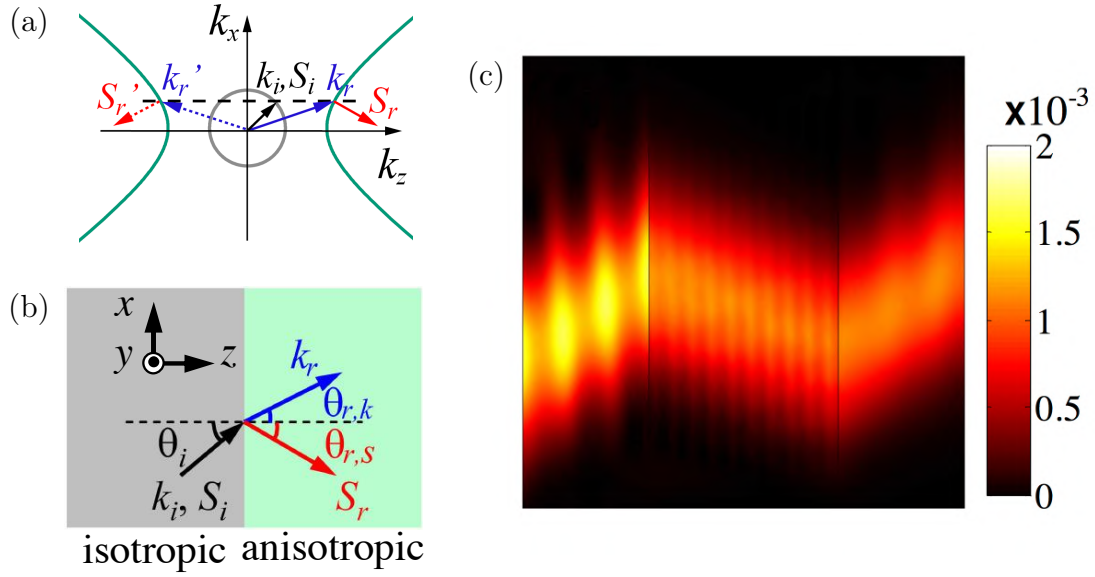 (a)
kₓ
S_r' k_r' k_i, S_i k_r S_r
k_z
(b)
x
y z
k_r
θ_r,k
θ_i θ_r,s
k_i, S_i S_r
isotropic anisotropic
(c)
x10⁻³
2
1.5
1
0.5
0